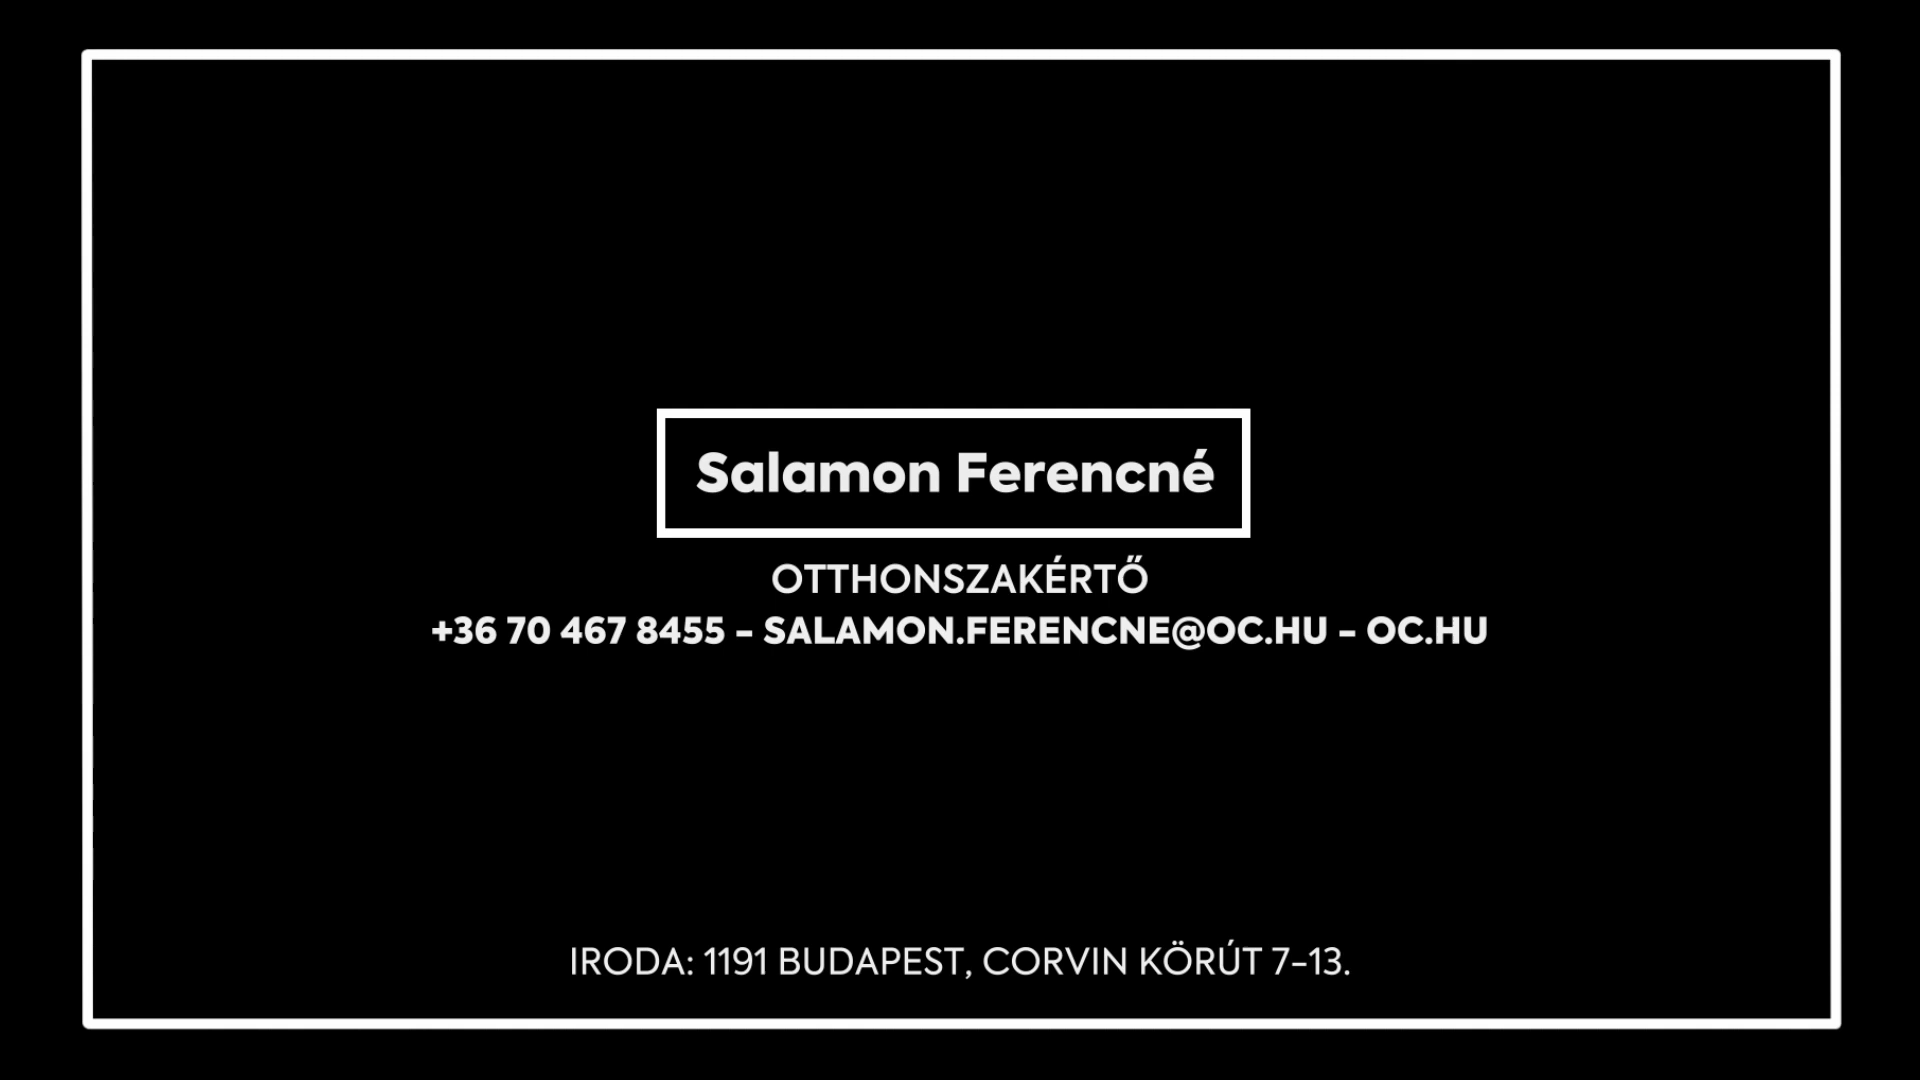 Salamon Ferencné
OTTHONSZAKÉRTŐ
+36 70 467 8455 - SALAMON.FERENCNE@OC.HU - OC.HU
IRODA: 1191 BUDAPEST, CORVIN KÖRÚT 7-13.